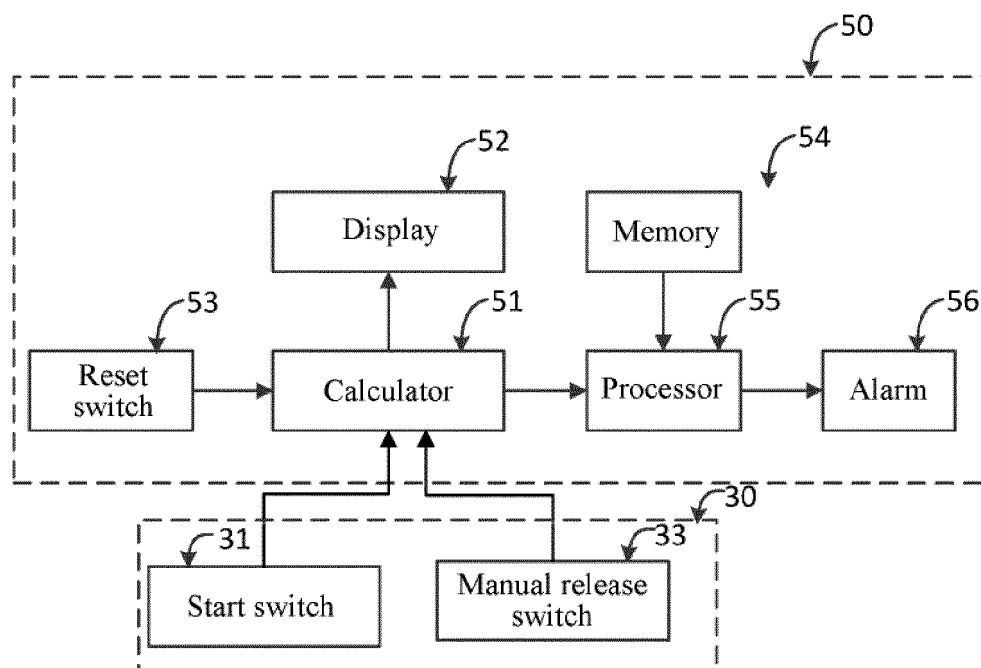 50
52
54
Display
Memory
53
51
55
56
Reset
switch
Calculator
Processor
Alarm
30
31
33
Start switch
Manual release
switch